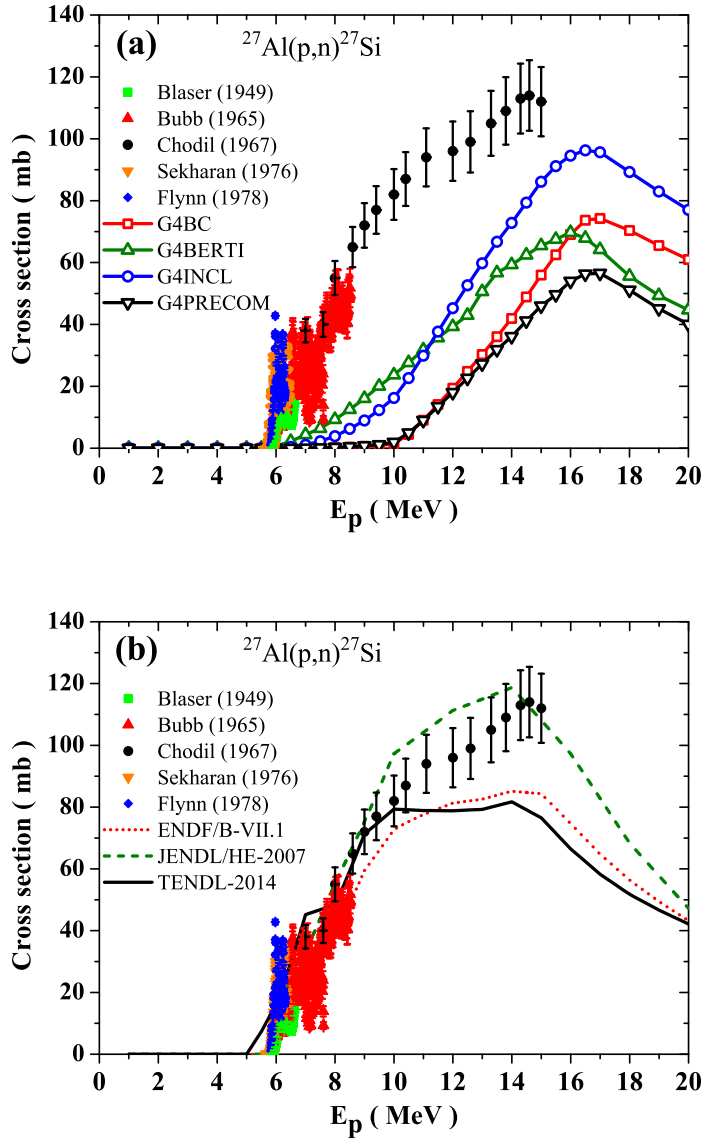 140
120
100
80
60
40
20
0
Cross section ( mb )
(a)
²⁷Al(p,n)²⁷Si
Blaser (1949)
Bubb (1965)
Chodil (1967)
Sekharan (1976)
Flynn (1978)
G4BC
G4BERTI
G4INCL
G4PRECOM
0 2 4 6 8 10 12 14 16 18 20
Eₚ ( MeV )
140
120
100
80
60
40
20
0
Cross section ( mb )
(b)
²⁷Al(p,n)²⁷Si
Blaser (1949)
Bubb (1965)
Chodil (1967)
Sekharan (1976)
Flynn (1978)
ENDF/B-VII.1
JENDL/HE-2007
TENDL-2014
0 2 4 6 8 10 12 14 16 18 20
Eₚ ( MeV )